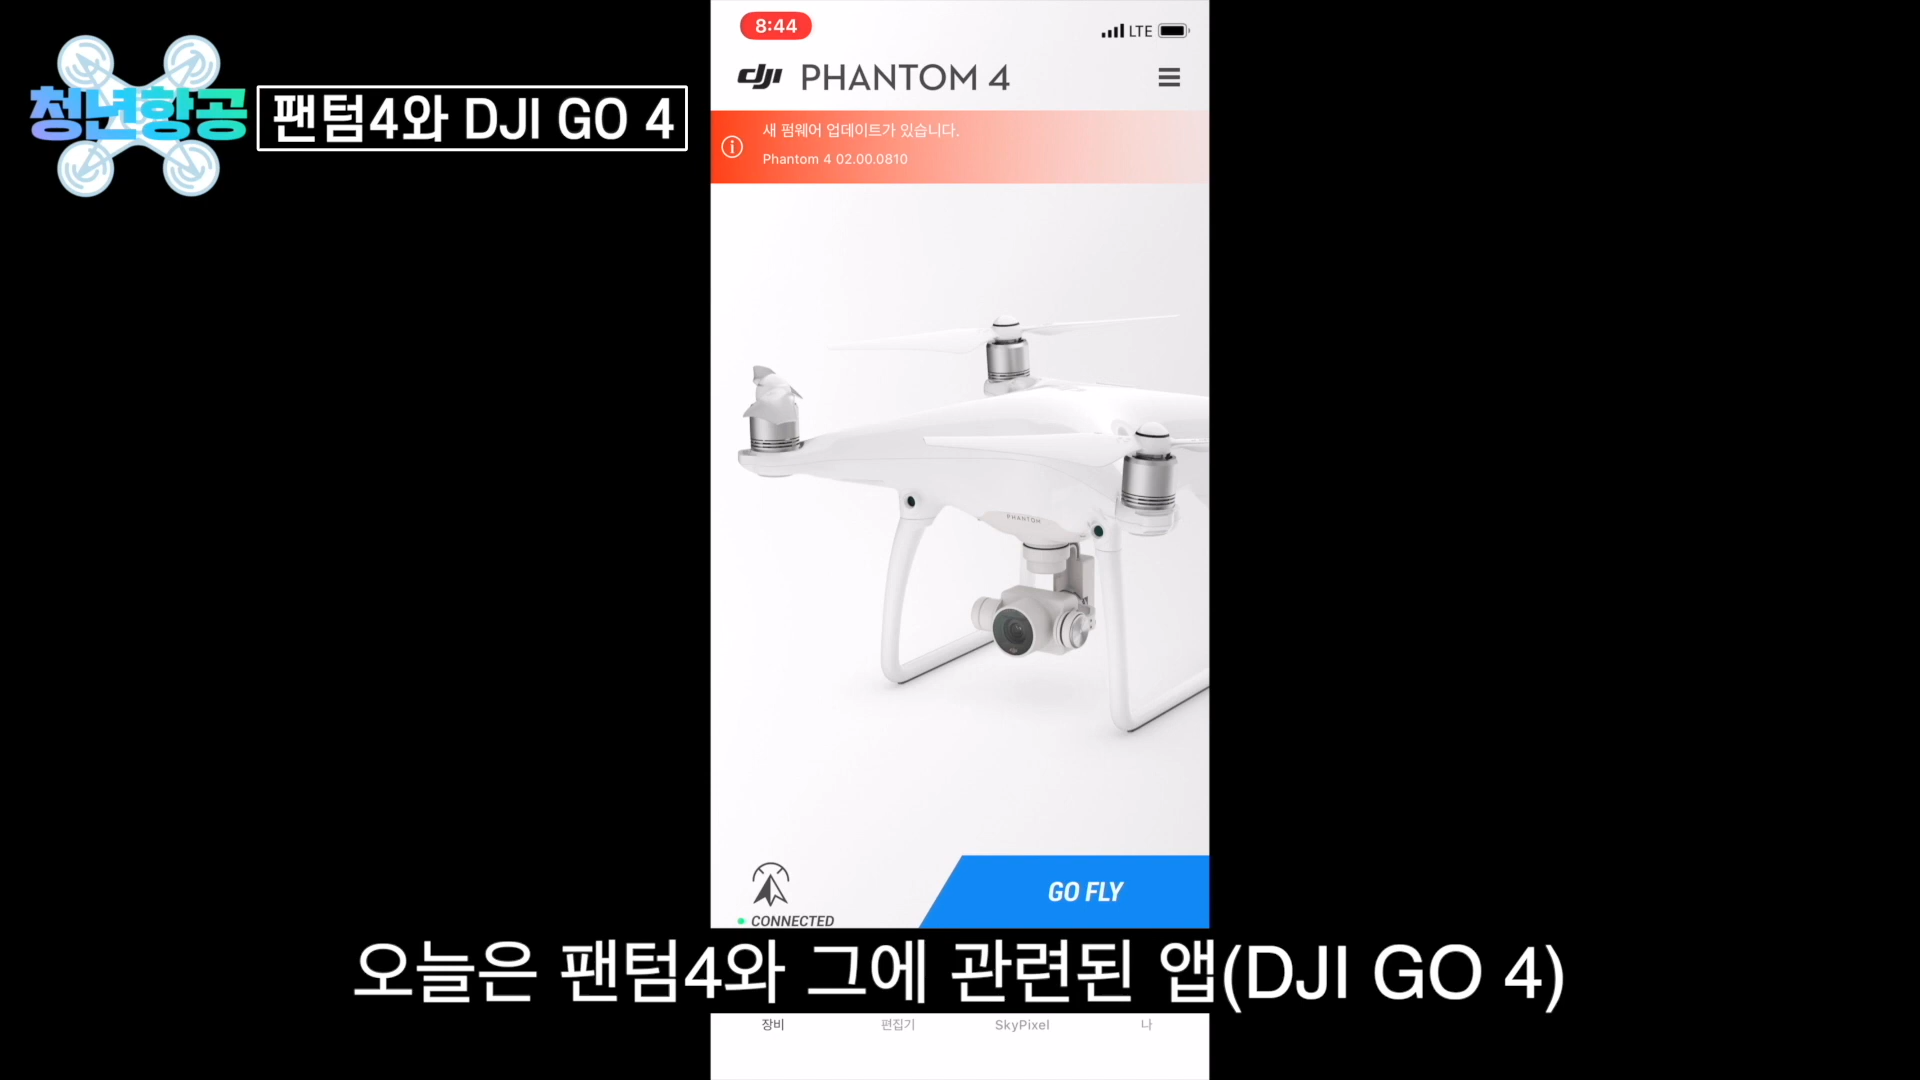 청년항공
팬텀4와 DJI GO 4
8:44
LTE
dji PHANTOM 4
새 펌웨어 업데이트가 있습니다.
Phantom 4 02.00.0810
PHANTOM
GO FLY
CONNECTED
오늘은 팬텀4와 그에 관련된 앱(DJI GO 4)
장비 편집기 SkyPixel 나